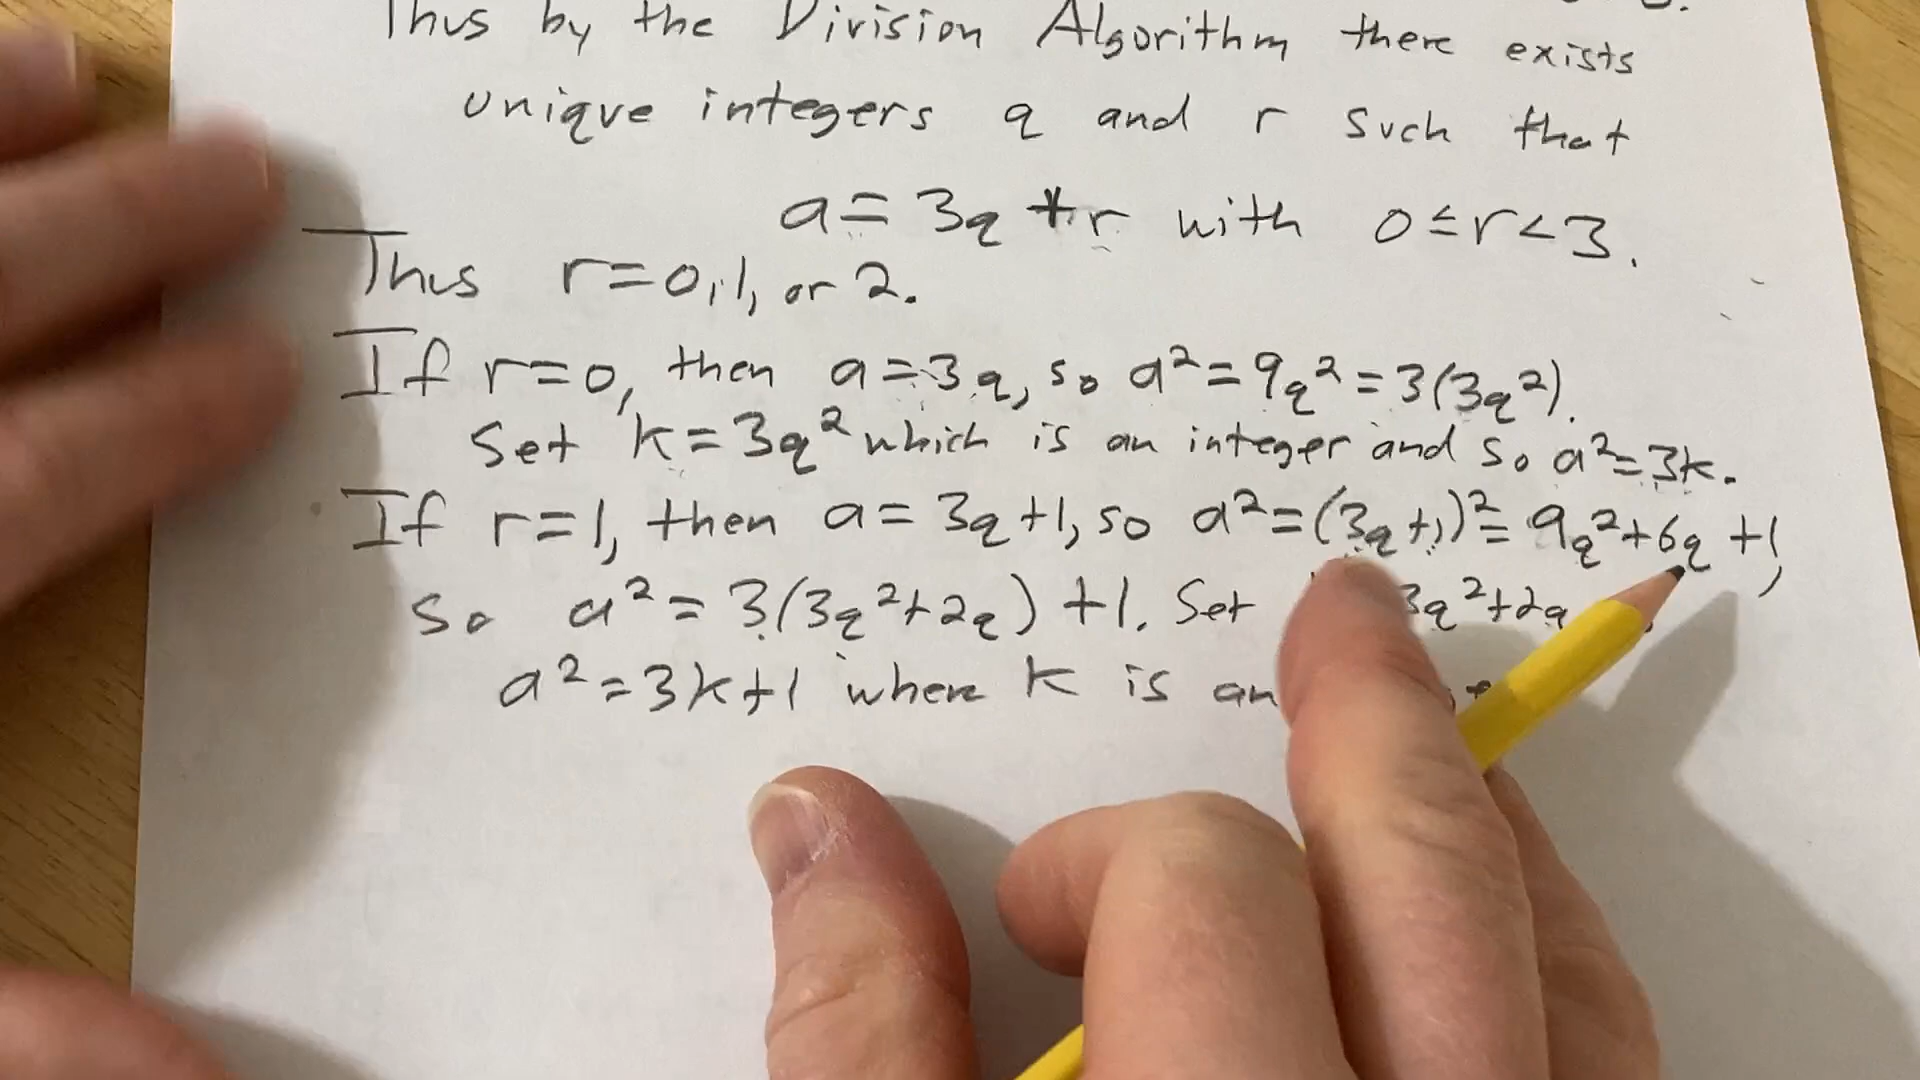 Thus by the Division Algorithm there exists
unique integers q and r such that
a = 3q + r with 0 ≤ r < 3.
Thus r = 0, 1, or 2.
If r = 0, then a = 3q, so a² = 9q² = 3(3q²).
Set k = 3q² which is an integer and so a² = 3k.
If r = 1, then a = 3q + 1, so a² = (3q + 1)² = 9q² + 6q + 1,
So a² = 3(3q² + 2q) + 1. Set 3q² + 2q
a² = 3k + 1 where k is an